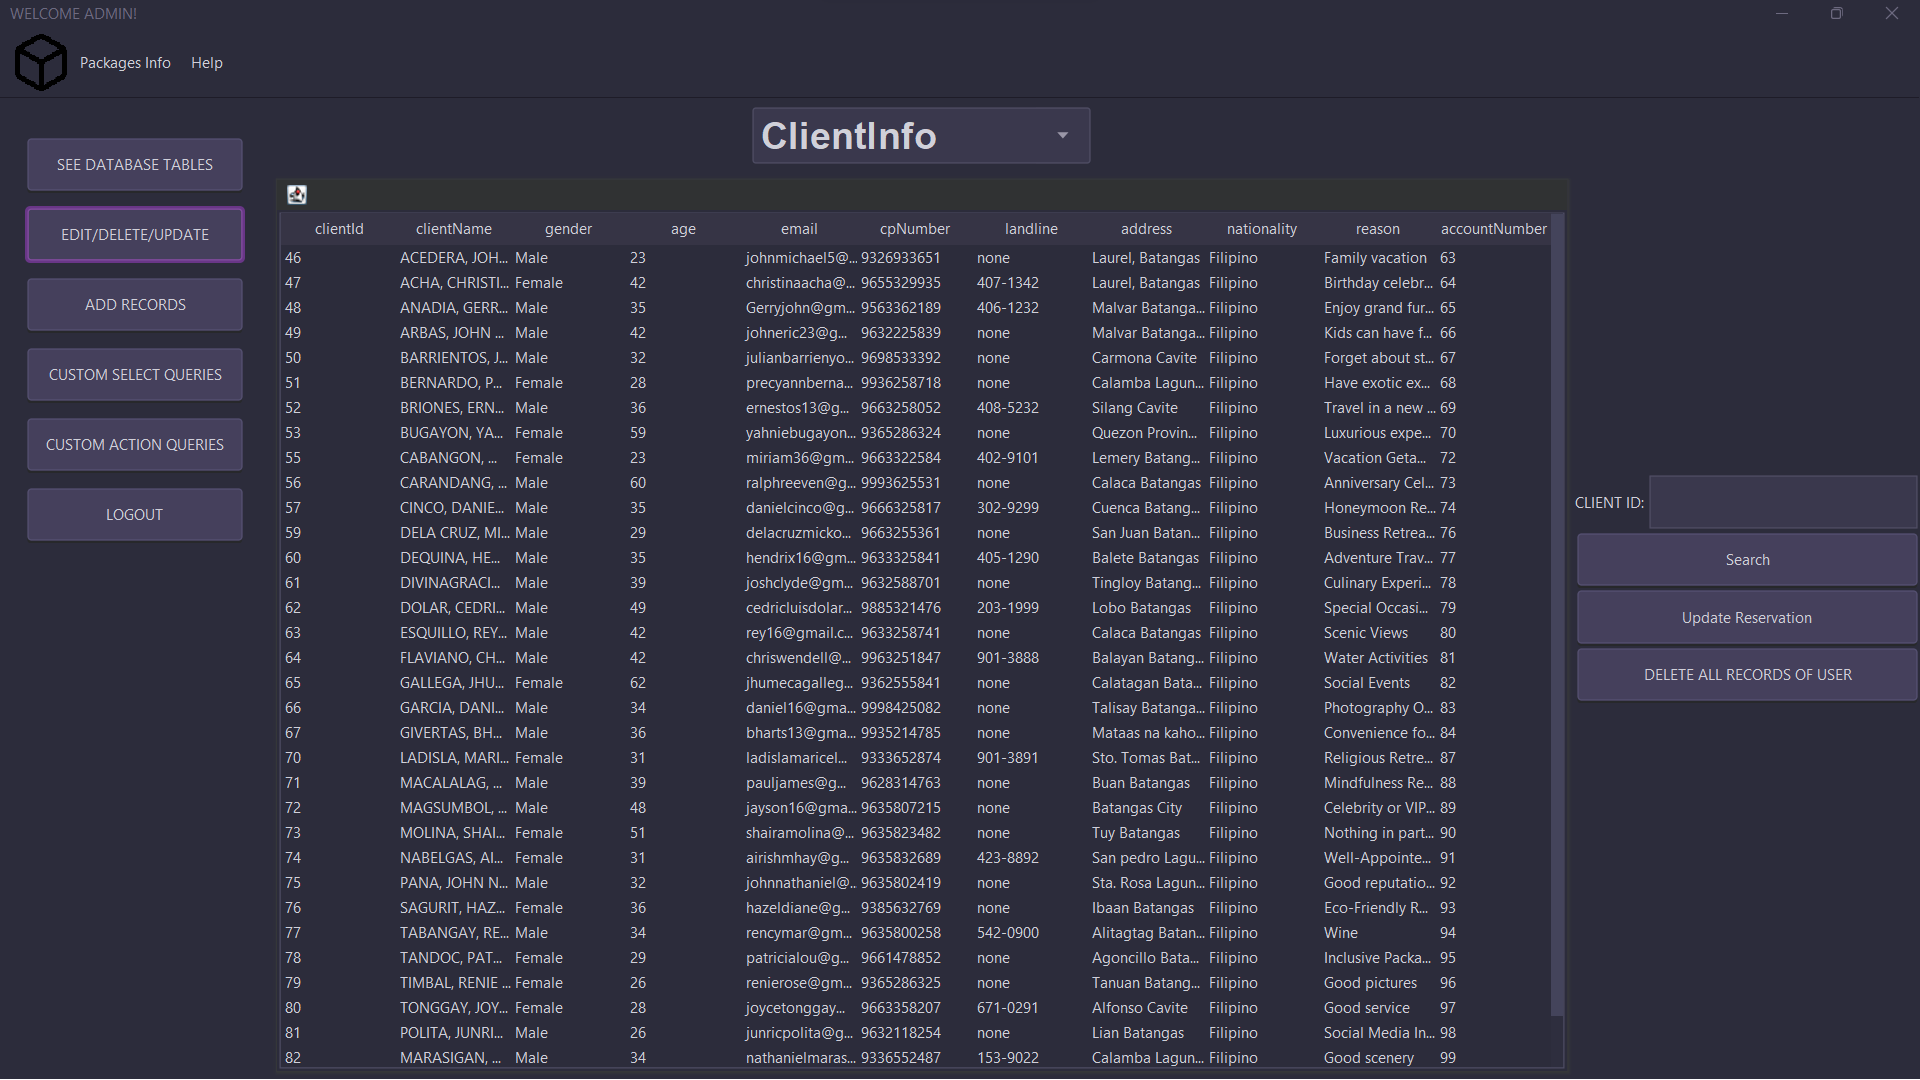 WELCOME ADMIN!
Packages Info Help
ClientInfo
SEE DATABASE TABLES
EDIT/DELETE/UPDATE
ADD RECORDS
CUSTOM SELECT QUERIES
CUSTOM ACTION QUERIES
LOGOUT
clientId clientName gender age email cpNumber landline address nationality reason accountNumber
46 ACEDERA, JOH... Male 23 johnmichael5@... 9326933651 none Laurel, Batangas Filipino Family vacation 63
47 ACHA, CHRISTI... Female 42 christinaacha@... 9655329935 407-1342 Laurel, Batangas Filipino Birthday celebr... 64
48 ANADIA, GERR... Male 35 Gerryjohn@gm... 9563362189 406-1232 Malvar Batanga... Filipino Enjoy grand fur... 65
49 ARBAS, JOHN ... Male 42 johneric23@g... 9632225839 none Malvar Batanga... Filipino Kids can have f... 66
50 BARRIENTOS, J... Male 32 julianbarrienyo... 9698533392 none Carmona Cavite Filipino Forget about st... 67
51 BERNARDO, P... Female 28 precyannberna... 9936258718 none Calamba Lagun... Filipino Have exotic ex... 68
52 BRIONES, ERN... Male 36 ernestos13@g... 9663258052 408-5232 Silang Cavite Filipino Travel in a new ... 69
53 BUGAYON, YA... Female 59 yahniebugayon... 9365286324 none Quezon Provin... Filipino Luxurious expe... 70
55 CABANGON, ... Female 23 miriam36@gm... 9663322584 402-9101 Lemery Batang... Filipino Vacation Geta... 72
56 CARANDANG, ... Male 60 ralphreeven@g... 9993625531 none Calaca Batangas Filipino Anniversary Cel... 73
57 CINCO, DANIE... Male 35 danielcinco@g... 9666325817 302-9299 Cuenca Batang... Filipino Honeymoon Re... 74
59 DELA CRUZ, MI... Male 29 delacruzmicko... 9663255361 none San Juan Batan... Filipino Business Retrea... 76
60 DEQUINA, HE... Male 35 hendrix16@gm... 9633325841 405-1290 Balete Batangas Filipino Adventure Trav... 77
61 DIVINAGRACI... Male 39 joshclyde@gm... 9632588701 none Tingloy Batang... Filipino Culinary Experi... 78
62 DOLAR, CEDRI... Male 49 cedricluisdolar... 9885321476 203-1999 Lobo Batangas Filipino Special Occasi... 79
63 ESQUILLO, REY... Male 42 rey16@gmail.c... 9633258741 none Calaca Batangas Filipino Scenic Views 80
64 FLAVIANO, CH... Male 42 chriswendell@... 9963251847 901-3888 Balayan Batang... Filipino Water Activities 81
65 GALLEGA, JHU... Female 62 jhumecagalleg... 9362555841 none Calatagan Bata... Filipino Social Events 82
66 GARCIA, DANI... Male 34 daniel16@gma... 9998425082 none Talisay Batanga... Filipino Photography O... 83
67 GIVERTAS, BH... Male 36 bharts13@gma... 9935214785 none Mataas na kaho... Filipino Convenience fo... 84
70 LADISLA, MARI... Female 31 ladislamaricel... 9333652874 901-3891 Sto. Tomas Bat... Filipino Religious Retre... 87
71 MACALALAG, ... Male 39 pauljames@g... 9628314763 none Buan Batangas Filipino Mindfulness Re... 88
72 MAGSUMBOL, ... Male 48 jayson16@gma... 9635807215 none Batangas City Filipino Celebrity or VIP... 89
73 MOLINA, SHAI... Female 51 shairamolina@... 9635823482 none Tuy Batangas Filipino Nothing in part... 90
74 NABELGAS, AI... Female 31 airishmhay@g... 9635832689 423-8892 San pedro Lagu... Filipino Well-Appointe... 91
75 PANA, JOHN N... Male 32 johnnathaniel@... 9635802419 none Sta. Rosa Lagun... Filipino Good reputatio... 92
76 SAGURIT, HAZ... Female 36 hazeldiane@g... 9385632769 none Ibaan Batangas Filipino Eco-Friendly R... 93
77 TABANGAY, RE... Male 34 rencymar@gm... 9635800258 542-0900 Alitagtag Batan... Filipino Wine 94
78 TANDOC, PAT... Female 29 patricialou@g... 9661478852 none Agoncillo Bata... Filipino Inclusive Packa... 95
79 TIMBAL, RENIE ... Female 26 renierose@gm... 9365286325 none Tanuan Batang... Filipino Good pictures 96
80 TONGGAY, JOY... Female 28 joycetonggay... 9663358207 671-0291 Alfonso Cavite Filipino Good service 97
81 POLITA, JUNRI... Male 26 junricpolita@g... 9632118254 none Lian Batangas Filipino Social Media In... 98
82 MARASIGAN, ... Male 34 nathanielmaras... 9336552487 153-9022 Calamba Lagun... Filipino Good scenery 99
CLIENT ID:
Search
Update Reservation
DELETE ALL RECORDS OF USER